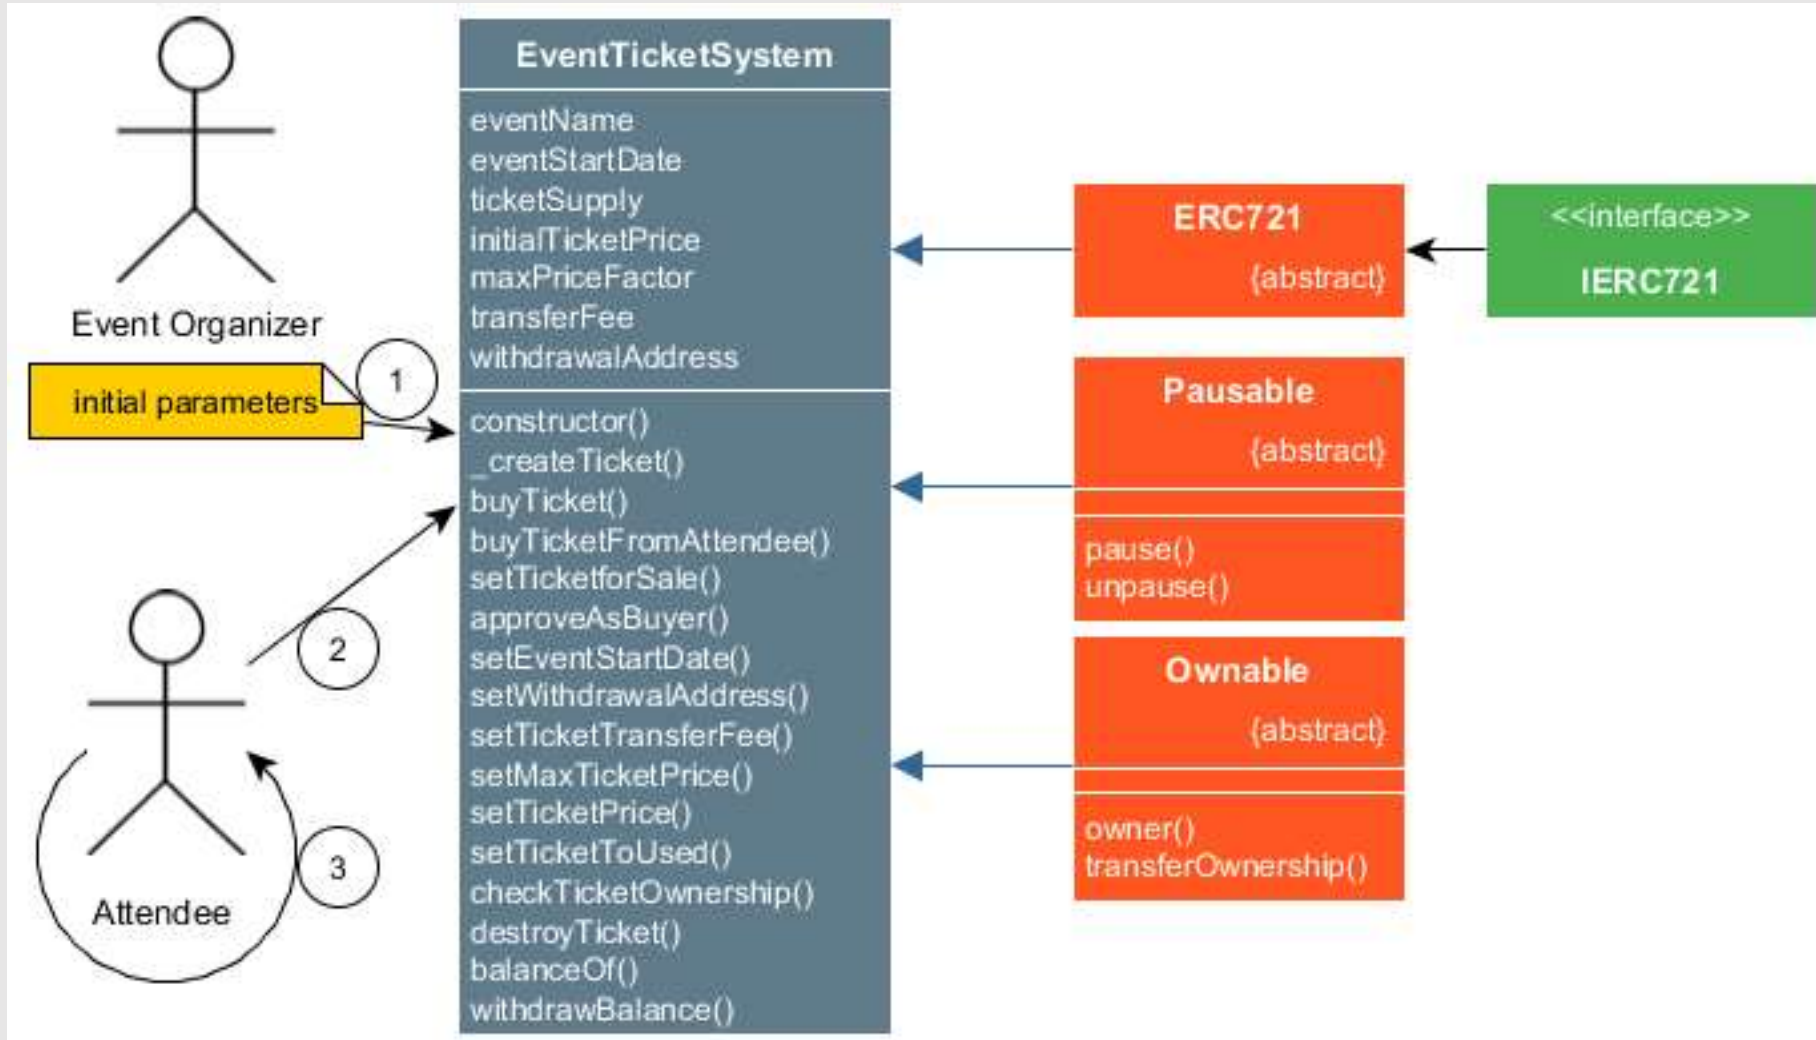 Event Organizer
initial parameters
1
2
3
Attendee
EventTicketSystem
eventName
eventStartDate
ticketSupply
initialTicketPrice
maxPriceFactor
transferFee
withdrawalAddress
constructor()
_createTicket()
buyTicket()
buyTicketFromAttendee()
setTicketforSale()
approveAsBuyer()
setEventStartDate()
setWithdrawalAddress()
setTicketTransferFee()
setMaxTicketPrice()
setTicketPrice()
setTicketToUsed()
checkTicketOwnership()
destroyTicket()
balanceOf()
withdrawBalance()
ERC721
{abstract}
<<interface>>
IERC721
Pausable
{abstract}
pause()
unpause()
Ownable
{abstract}
owner()
transferOwnership()